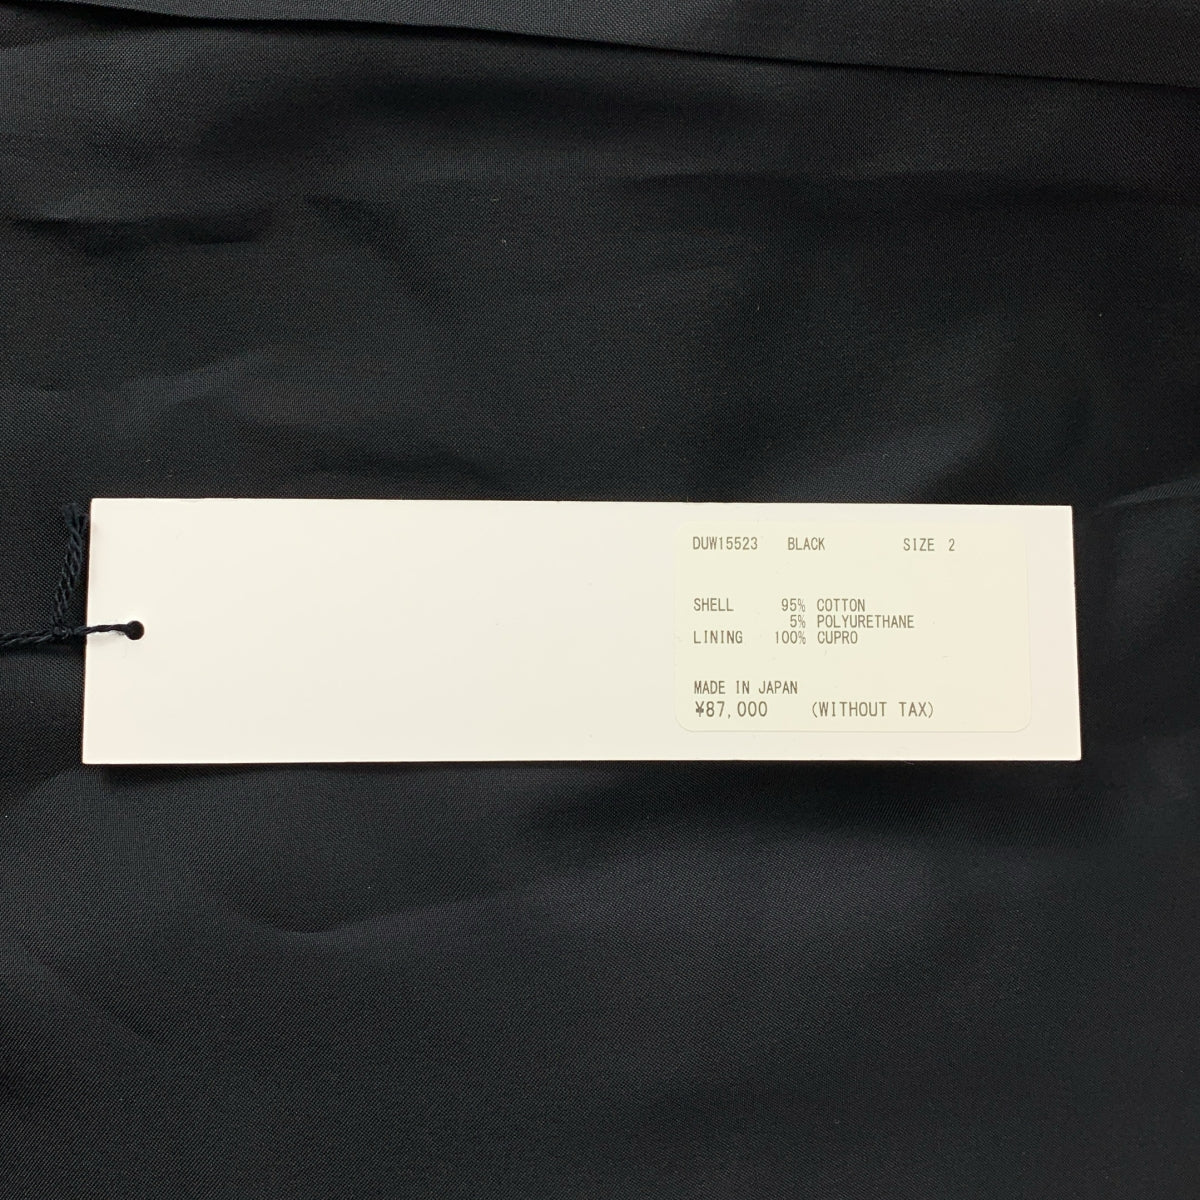 DUW15523 BLACK SIZE 2
SHELL 95% COTTON
5% POLYURETHANE
LINING 100% CUPRO
MADE IN JAPAN
¥87,000 (WITHOUT TAX)